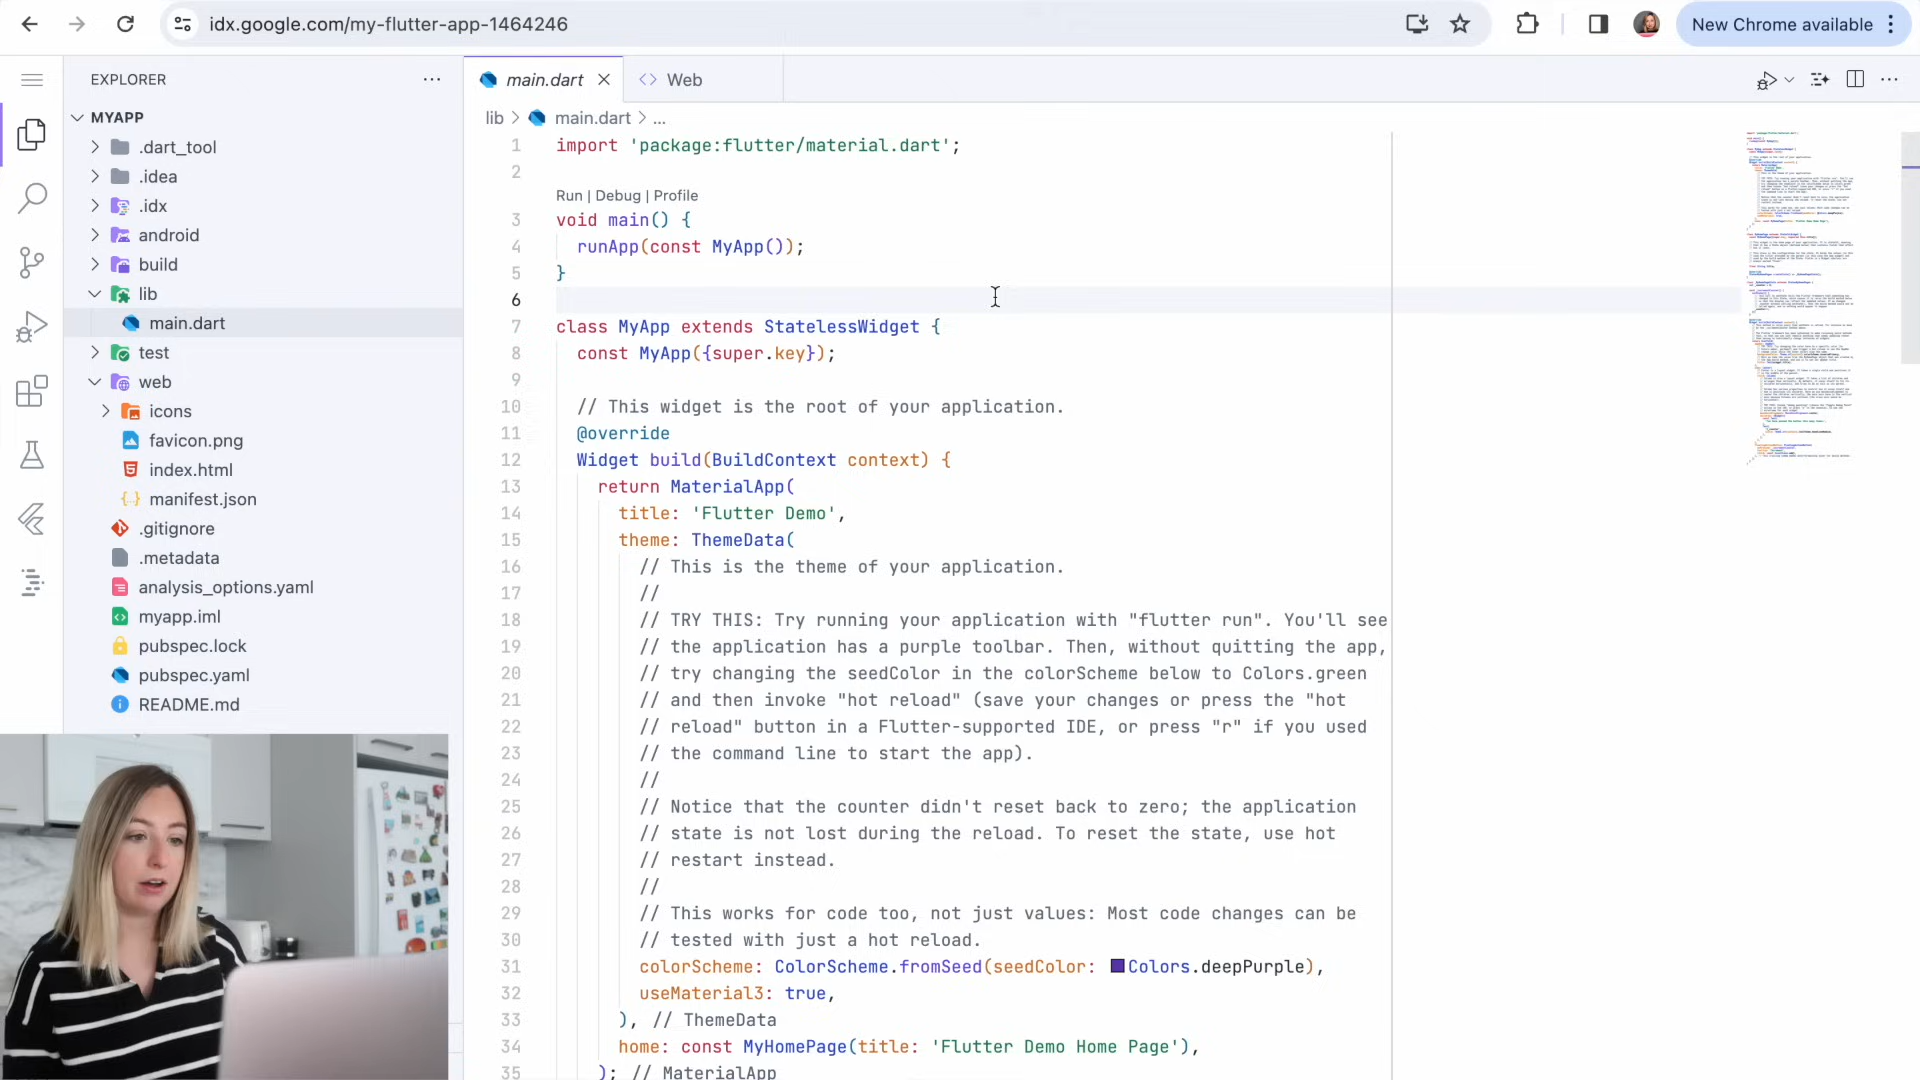 idx.google.com/my-flutter-app-1464246
New Chrome available
EXPLORER
MYAPP
.dart_tool
.idea
.idx
android
build
lib
main.dart
test
web
icons
favicon.png
index.html
manifest.json
.gitignore
.metadata
analysis_options.yaml
myapp.iml
pubspec.lock
pubspec.yaml
README.md
main.dart
Web
lib > main.dart > ...
1 import 'package:flutter/material.dart';
2
Run | Debug | Profile
3 void main() {
4 runApp(const MyApp());
5 }
6
7 class MyApp extends StatelessWidget {
8 const MyApp({super.key});
9
10 // This widget is the root of your application.
11 @override
12 Widget build(BuildContext context) {
13 return MaterialApp(
14 title: 'Flutter Demo',
15 theme: ThemeData(
16 // This is the theme of your application.
17 //
18 // TRY THIS: Try running your application with "flutter run". You'll see
19 // the application has a purple toolbar. Then, without quitting the app,
20 // try changing the seedColor in the colorScheme below to Colors.green
21 // and then invoke "hot reload" (save your changes or press the "hot
22 // reload" button in a Flutter-supported IDE, or press "r" if you used
23 // the command line to start the app).
24 //
25 // Notice that the counter didn't reset back to zero; the application
26 // state is not lost during the reload. To reset the state, use hot
27 // restart instead.
28 //
29 // This works for code too, not just values: Most code changes can be
30 // tested with just a hot reload.
31 colorScheme: ColorScheme.fromSeed(seedColor: Colors.deepPurple),
32 useMaterial3: true,
33 ), // ThemeData
34 home: const MyHomePage(title: 'Flutter Demo Home Page'),
35 ); // MaterialApp